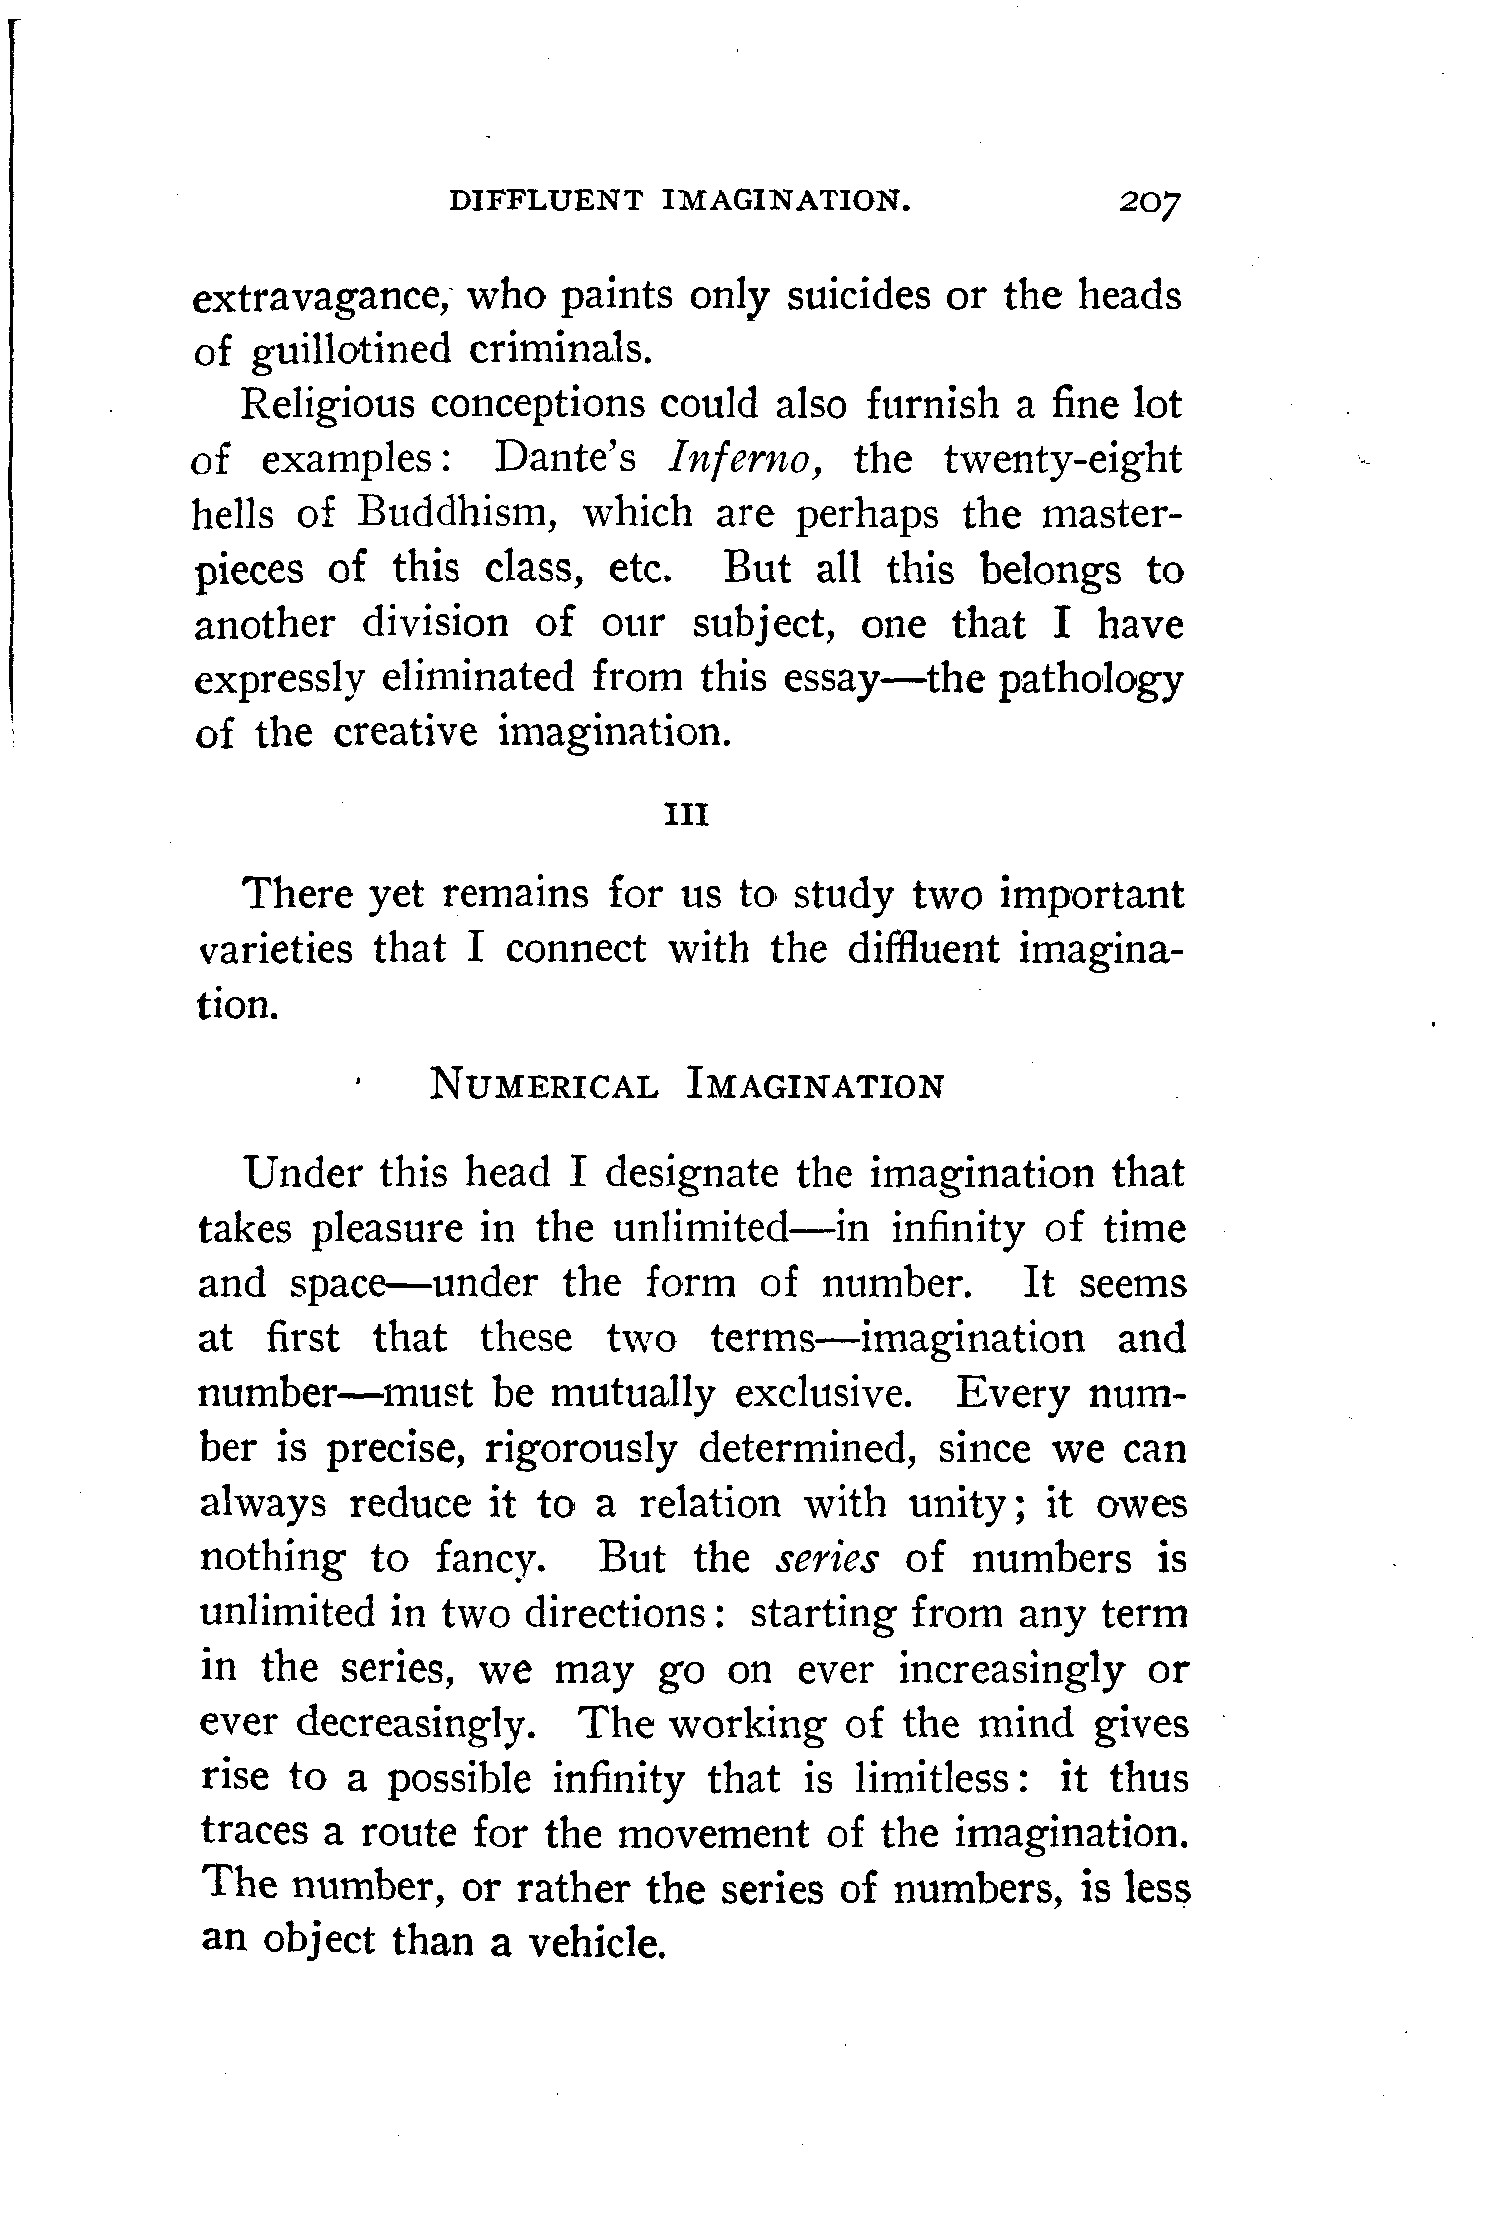 DIFFLUENT IMAGINATION. 207
extravagance, who paints only suicides or the heads
of guillotined criminals.
Religious conceptions could also furnish a fine lot
of examples: Dante's Inferno, the twenty-eight
hells of Buddhism, which are perhaps the master-
pieces of this class, etc. But all this belongs to
another division of our subject, one that I have
expressly eliminated from this essay—the pathology
of the creative imagination.
III
There yet remains for us to study two important
varieties that I connect with the diffluent imagina-
tion.
NUMERICAL IMAGINATION
Under this head I designate the imagination that
takes pleasure in the unlimited—in infinity of time
and space—under the form of number. It seems
at first that these two terms—imagination and
number—must be mutually exclusive. Every num-
ber is precise, rigorously determined, since we can
always reduce it to a relation with unity; it owes
nothing to fancy. But the series of numbers is
unlimited in two directions: starting from any term
in the series, we may go on ever increasingly or
ever decreasingly. The working of the mind gives
rise to a possible infinity that is limitless: it thus
traces a route for the movement of the imagination.
The number, or rather the series of numbers, is less
an object than a vehicle.